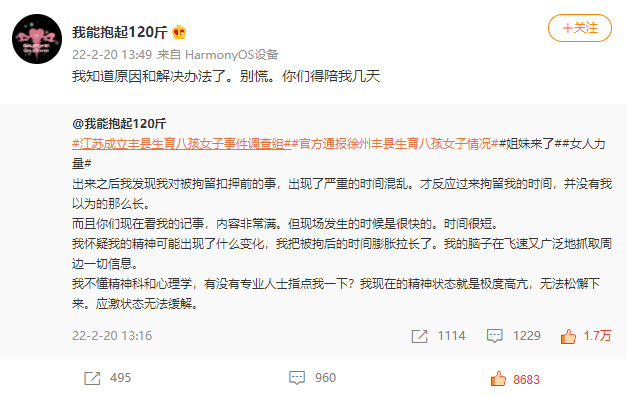 我能抱起120斤
22-2-20 13:49 来自 HarmonyOS设备
+关注
我知道原因和解决办法了。别慌。你们得陪我几天
@我能抱起120斤
#江苏成立丰县生育八孩女子事件调查组##官方通报徐州丰县生育八孩女子情况##姐妹来了##女人力
量#
出来之后我发现我对被拘留扣押前的事，出现了严重的时间混乱。才反应过来拘留我的时间，并没有我
以为的那么长。
而且你们现在看我的记事，内容非常满。但现场发生的时候是很快的。时间很短。
我怀疑我的精神可能出现了什么变化，我把被拘后的时间膨胀拉长了。我的脑子在飞速又广泛地抓取周
边一切信息。
我不懂精神科和心理学，有没有专业人士指点我一下？我现在的精神状态就是极度高亢，无法松懈下
来。应激状态无法缓解。
22-2-20 13:16
1114
1229
1.7万
495
960
8683